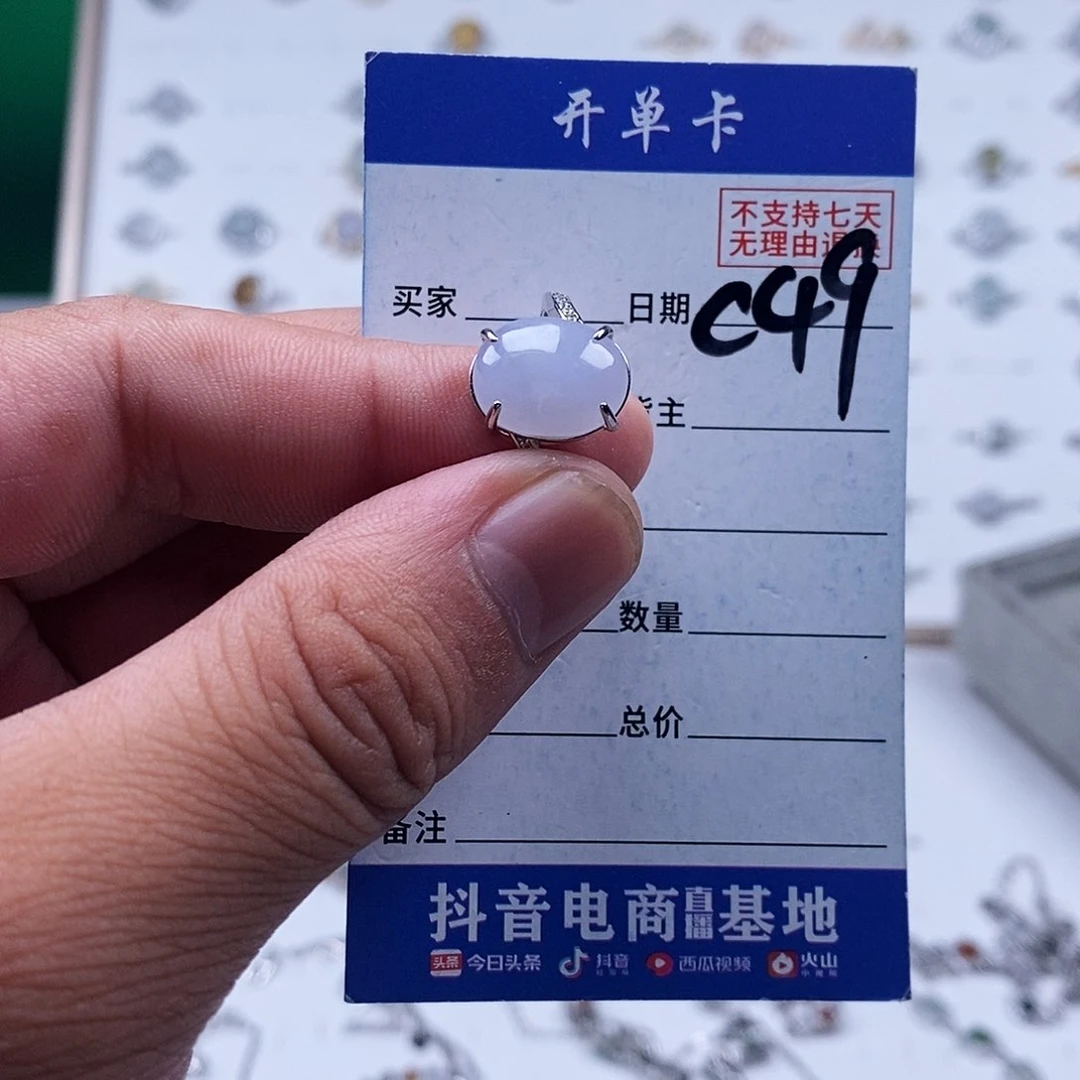 开单卡
不支持七天
无理由退换
买家 日期 C49
主
数量
总价
备注
抖音电商直播基地
头条 今日头条 抖音 西瓜视频 火山